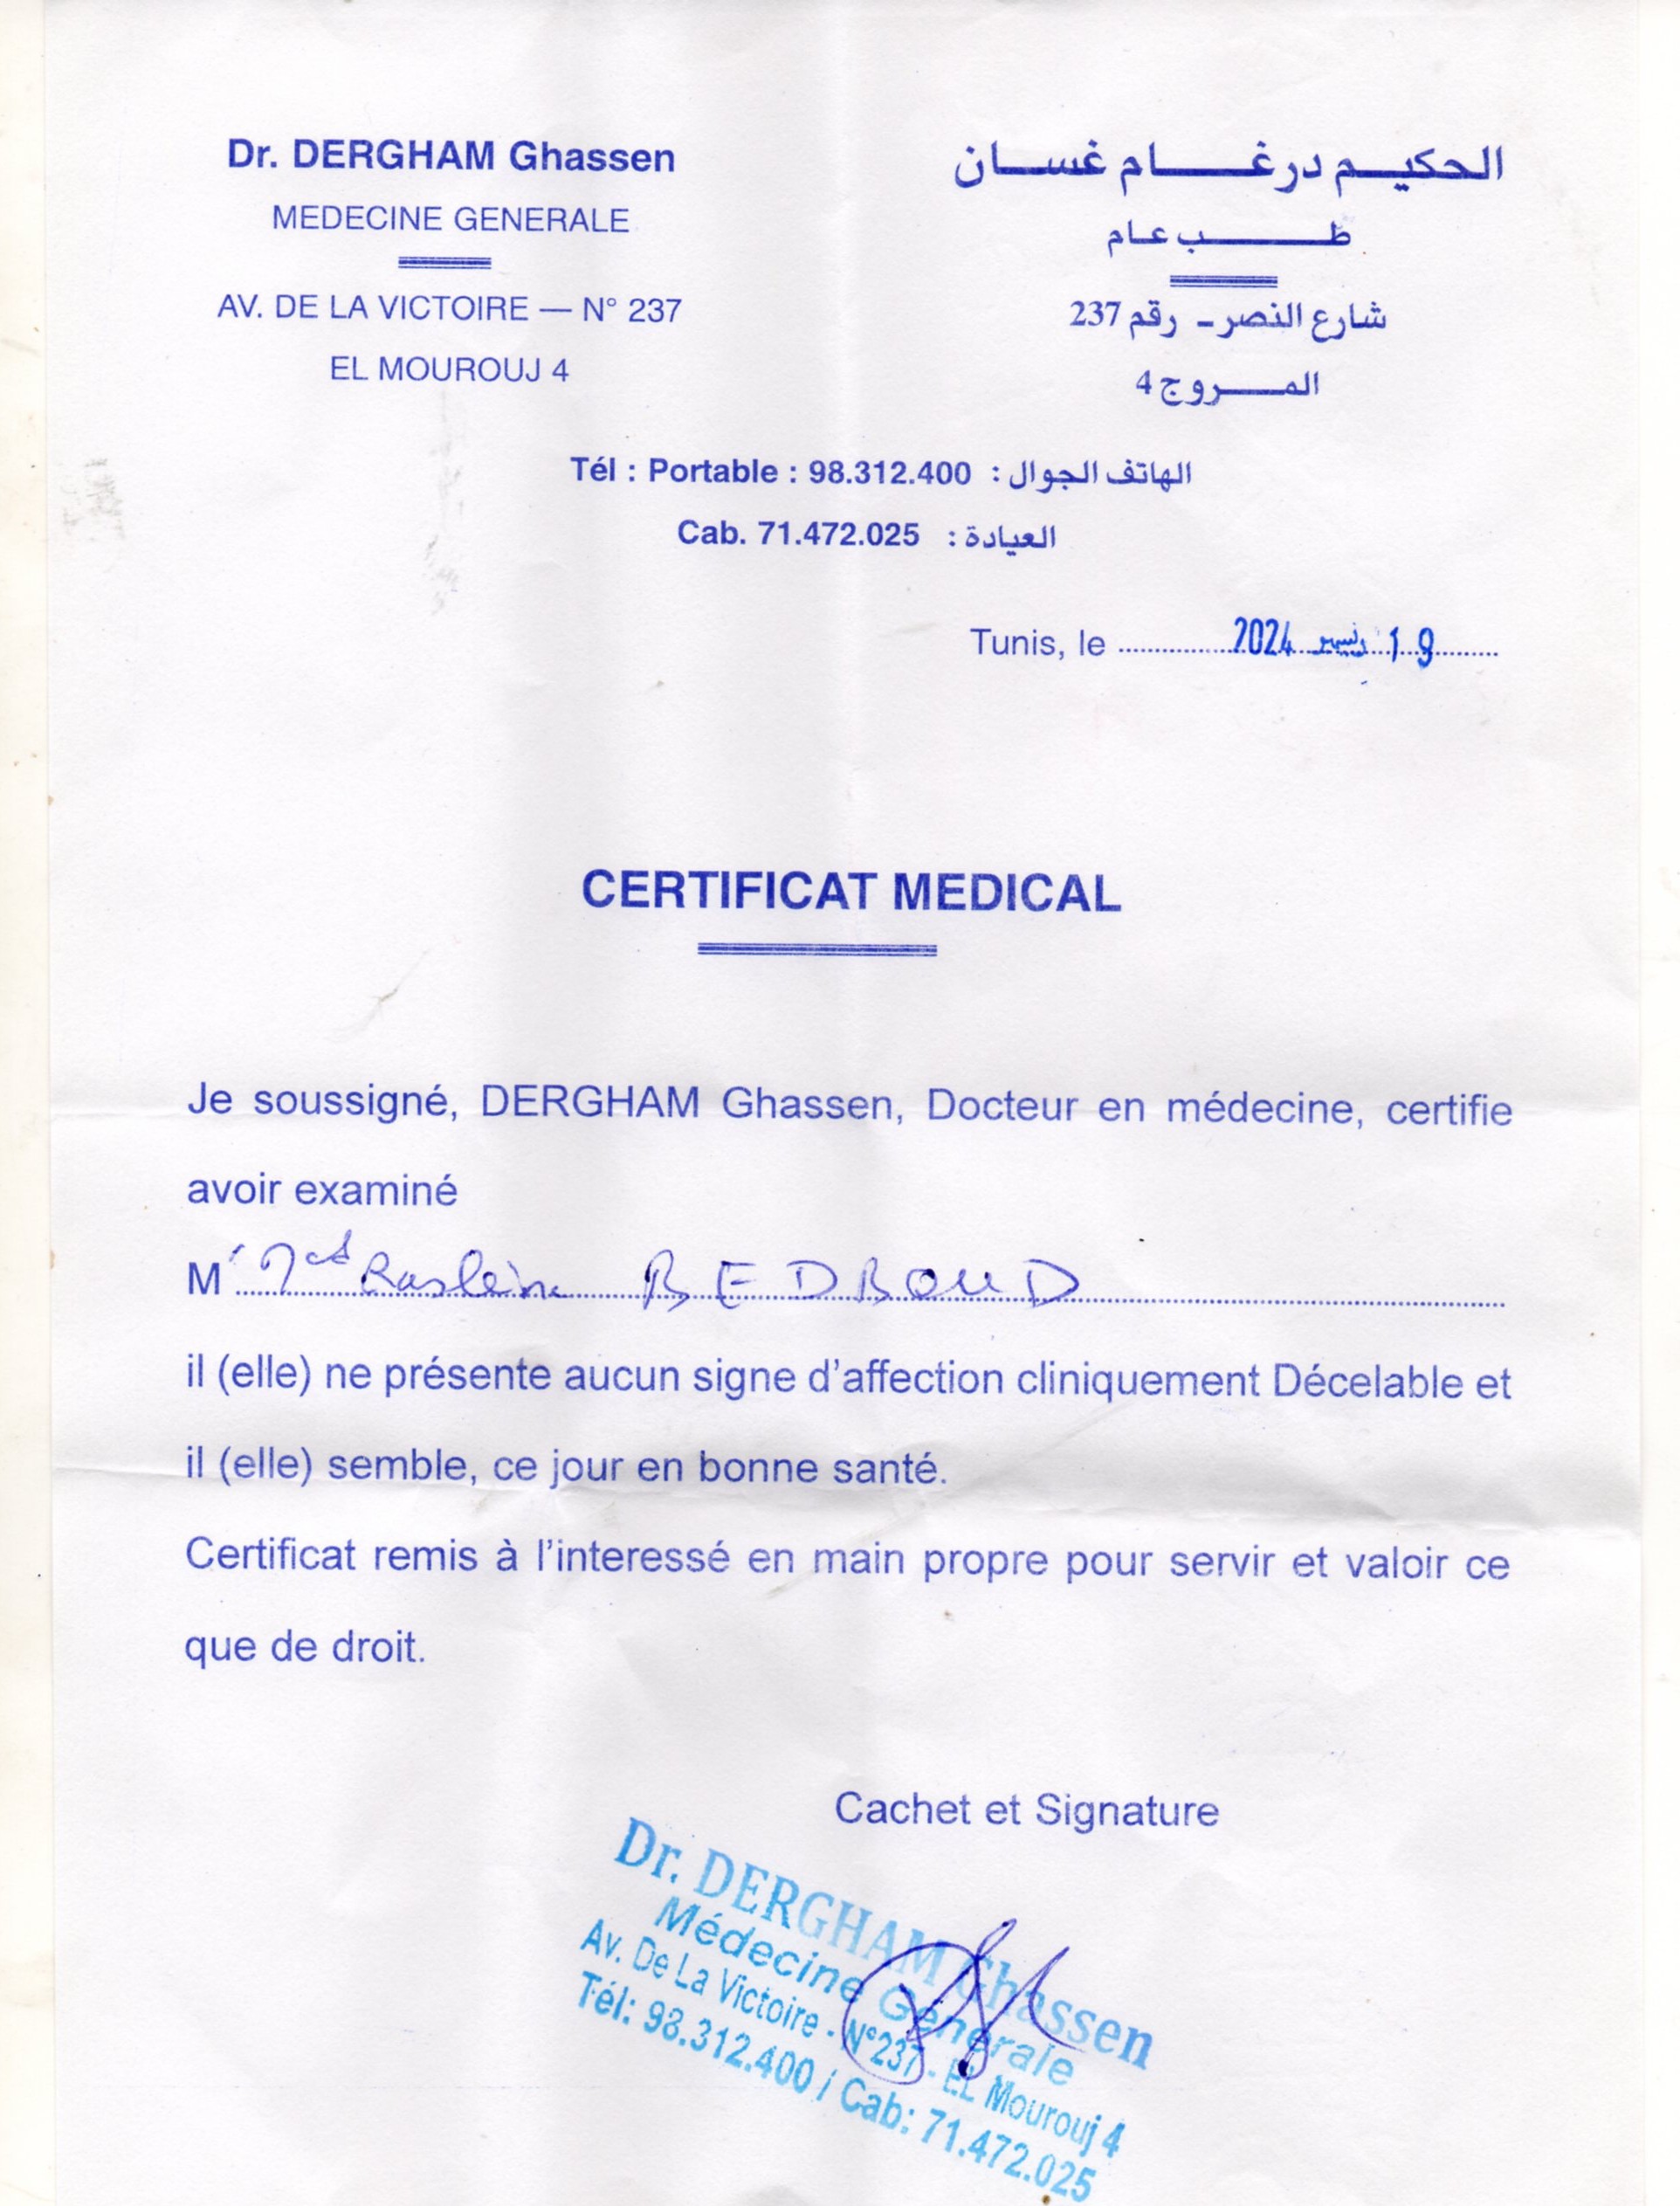 Dr. DERGHAM Ghassen
MEDECINE GENERALE
AV. DE LA VICTOIRE — N° 237
EL MOUROUJ 4
الحكيم درغام غسان
طب عام
شارع النصر - رقم 237
المروج 4
Tél : Portable : 98.312.400 : الهاتف الجوال
Cab. 71.472.025 : العيادة
Tunis, le 19 ديسمبر 2024
CERTIFICAT MEDICAL
Je soussigné, DERGHAM Ghassen, Docteur en médecine, certifie
avoir examiné
M BEDBOUD
il (elle) ne présente aucun signe d'affection cliniquement Décelable et
il (elle) semble, ce jour en bonne santé.
Certificat remis à l'interessé en main propre pour servir et valoir ce
que de droit.
Cachet et Signature
Dr. DERGHAM Ghassen
Médecine Générale
Av. De La Victoire - N°237 - EL Mourouj 4
Tél: 98.312.400 / Cab: 71.472.025